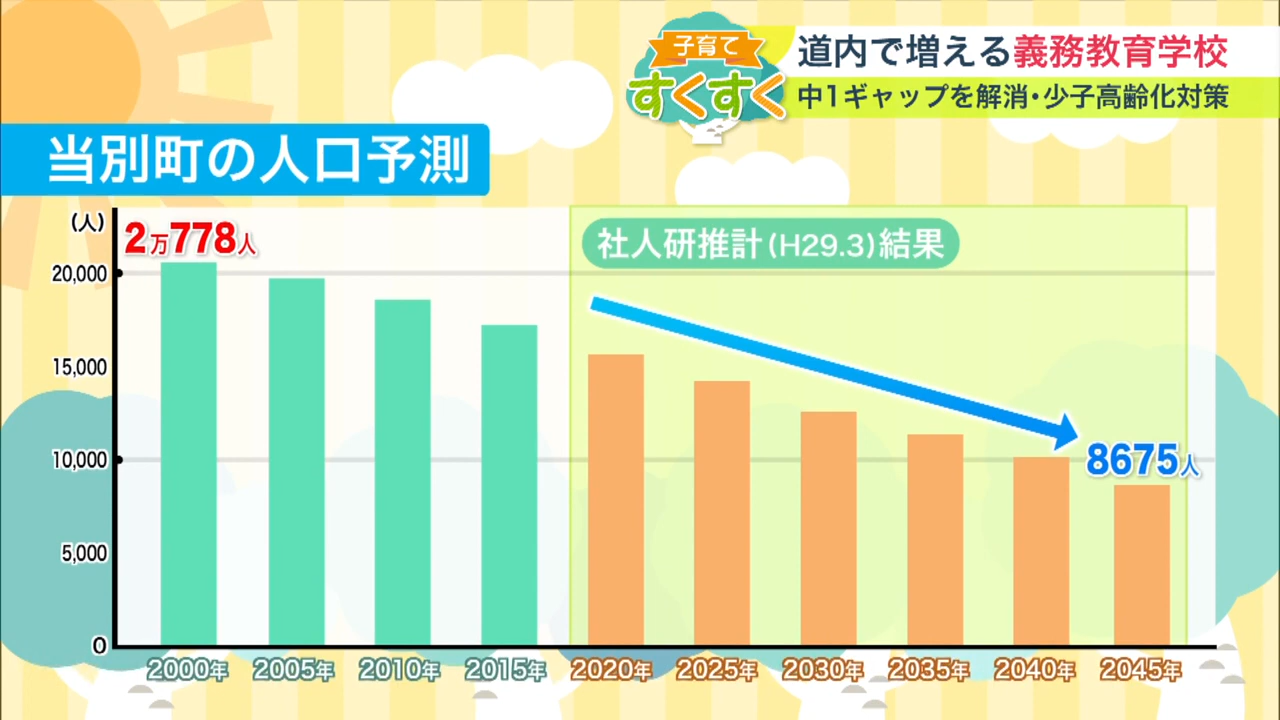 子育て
すくすく
道内で増える義務教育学校
中1ギャップを解消・少子高齢化対策
当別町の人口予測
(人)
2万778人
社人研推計(H29.3)結果
20,000
15,000
10,000
8675人
5,000
0
2000年 2005年 2010年 2015年 2020年 2025年 2030年 2035年 2040年 2045年